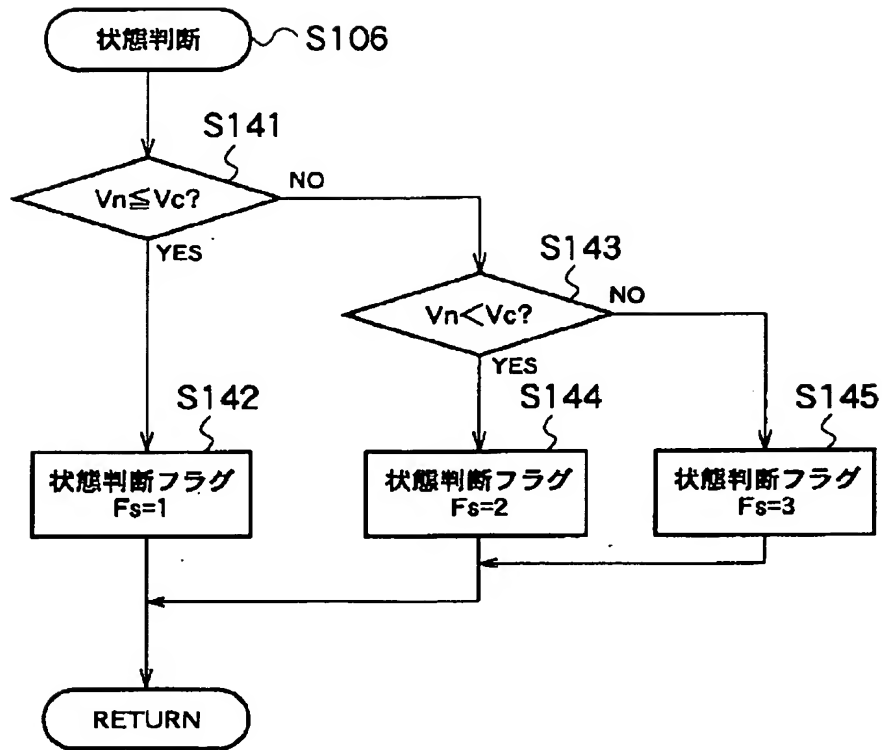 状態判断
S106
S141
Vn≦Vc?
NO
YES
S143
Vn<Vc?
NO
YES
S142
状態判断フラグ
Fs=1
S144
状態判断フラグ
Fs=2
S145
状態判断フラグ
Fs=3
RETURN